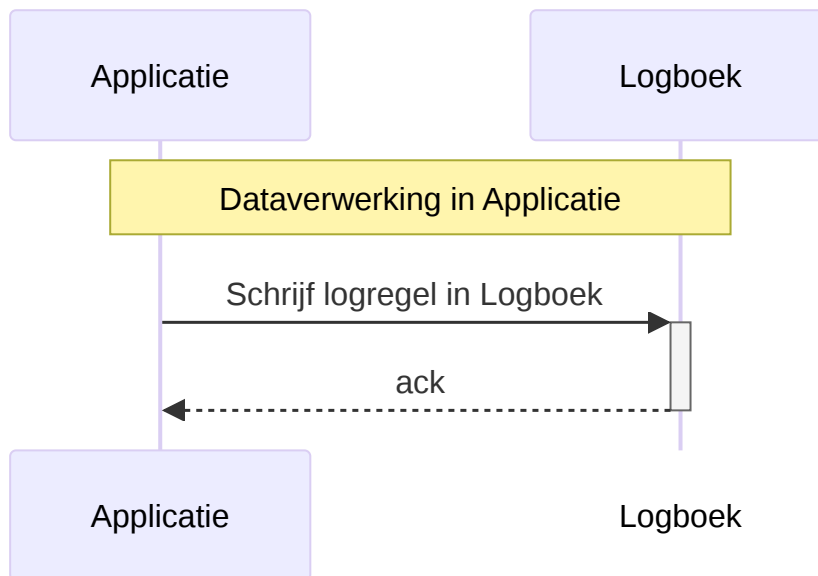 Applicatie
Logboek
Dataverwerking in Applicatie
Schrijf logregel in Logboek
ack
Applicatie
Logboek